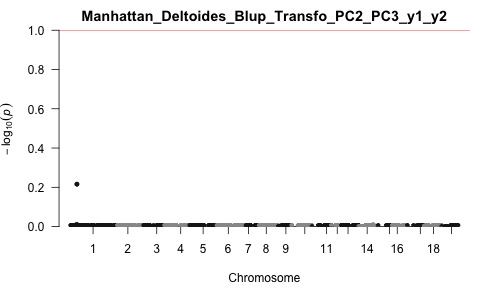 Manhattan_Deltoides_Blup_Transfo_PC2_PC3_y1_y2
1.0
0.8
0.6
0.4
0.2
0.0
− log₁₀(p)
1 2 3 4 5 6 7 8 9 11 14 16 18
Chromosome